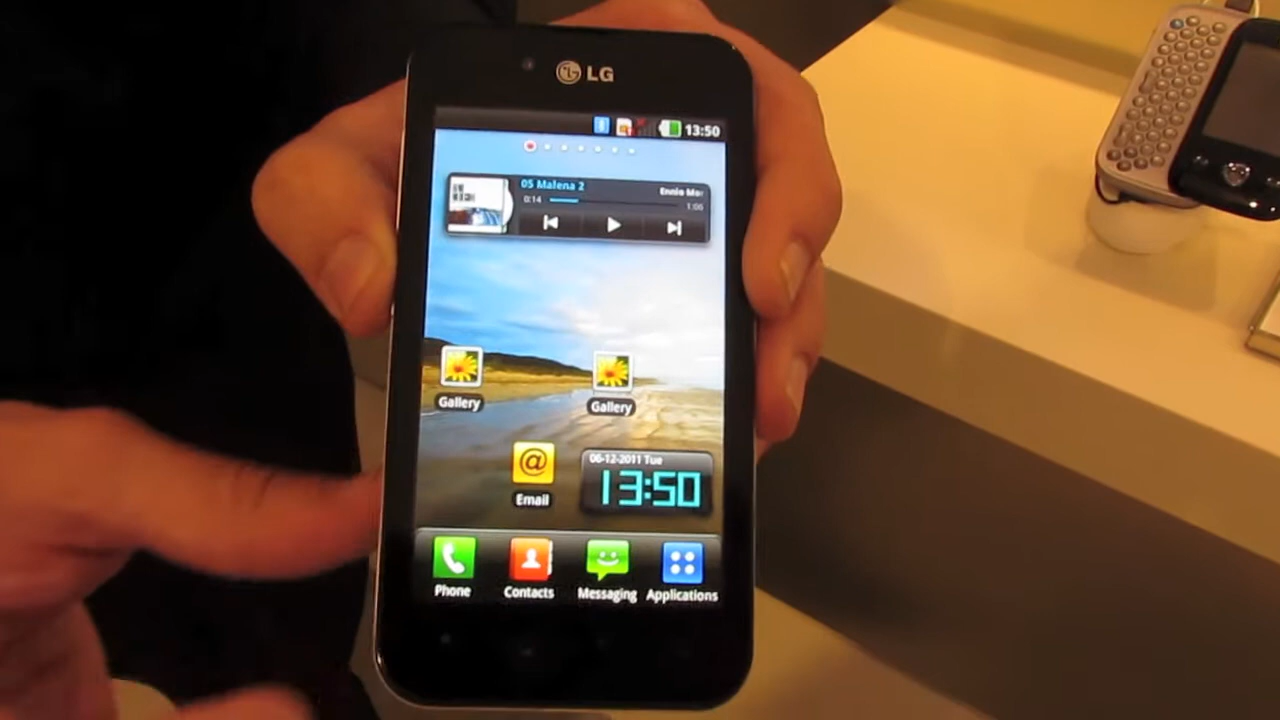 LG
13:50
05 Malena 2
Ennio Mor
0:14
1:06
Gallery
Gallery
Email
06-12-2011 Tue
13:50
Phone
Contacts
Messaging
Applications